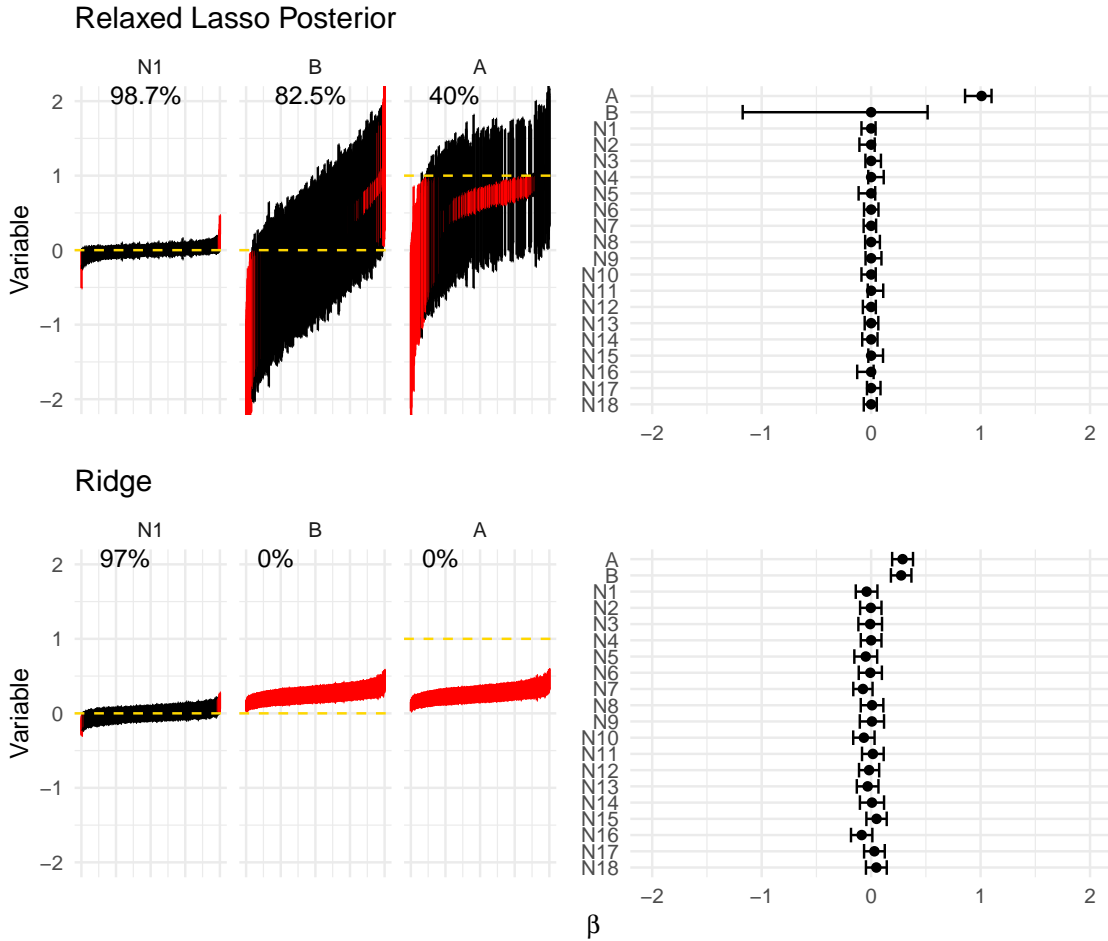 Relaxed Lasso Posterior
N1 B A
98.7% 82.5% 40%
Variable
2
1
0
−1
−2
A
B
N1
N2
N3
N4
N5
N6
N7
N8
N9
N10
N11
N12
N13
N14
N15
N16
N17
N18
−2 −1 0 1 2
Ridge
N1 B A
97% 0% 0%
Variable
2
1
0
−1
−2
A
B
N1
N2
N3
N4
N5
N6
N7
N8
N9
N10
N11
N12
N13
N14
N15
N16
N17
N18
−2 −1 0 1 2
β